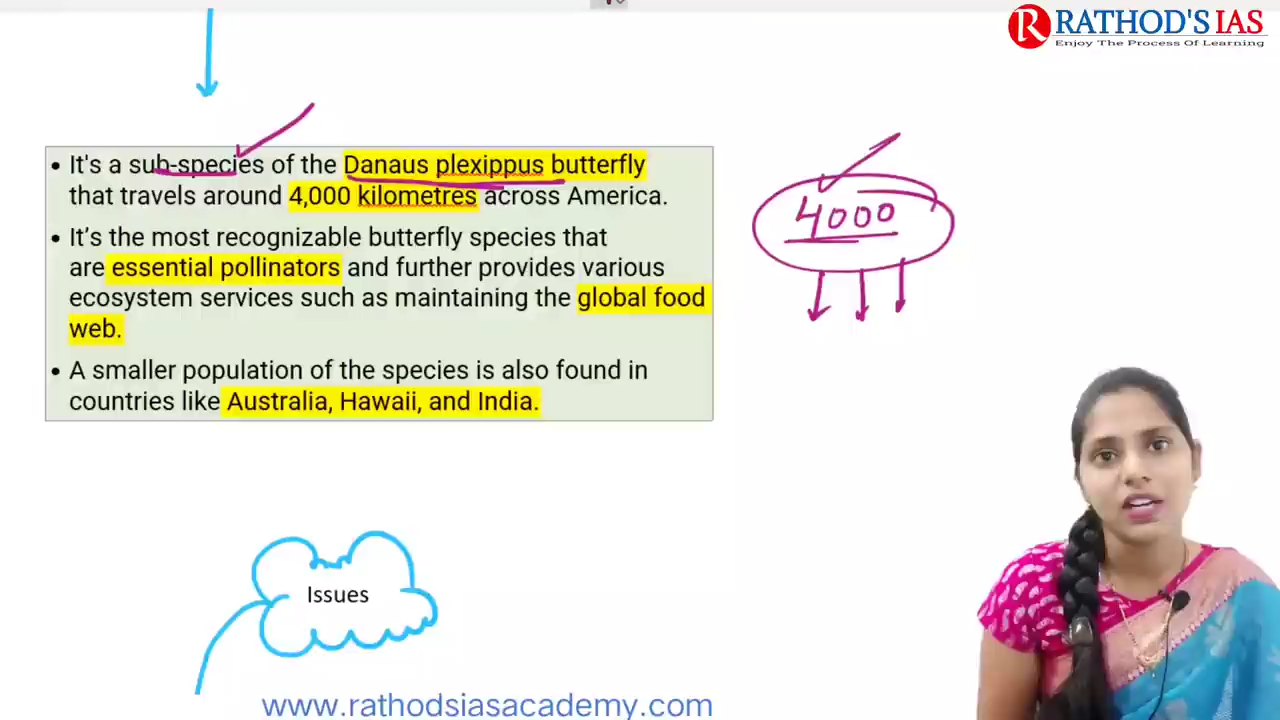 RATHOD'S IAS
Enjoy The Process Of Learning
• It's a sub-species of the Danaus plexippus butterfly
that travels around 4,000 kilometres across America.
• It’s the most recognizable butterfly species that
are essential pollinators and further provides various
ecosystem services such as maintaining the global food
web.
• A smaller population of the species is also found in
countries like Australia, Hawaii, and India.
4000
Issues
www.rathodsiasacademy.com